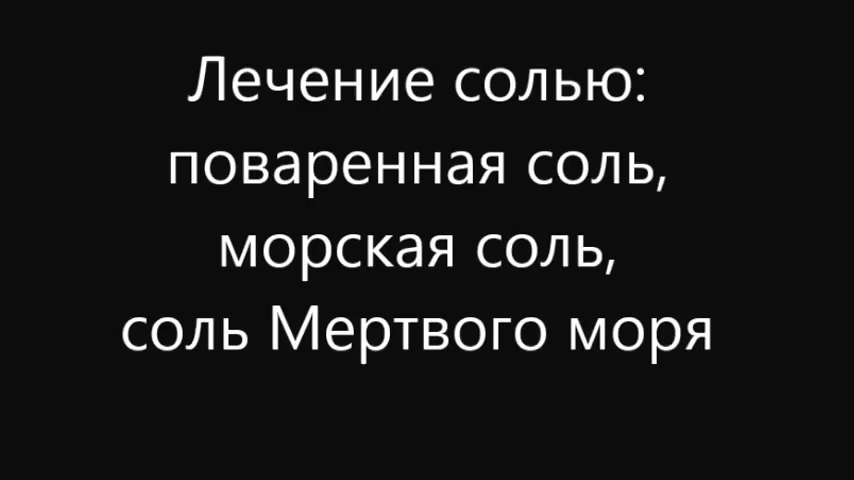 Лечение солью:
поваренная соль,
морская соль,
соль Мертвого моря